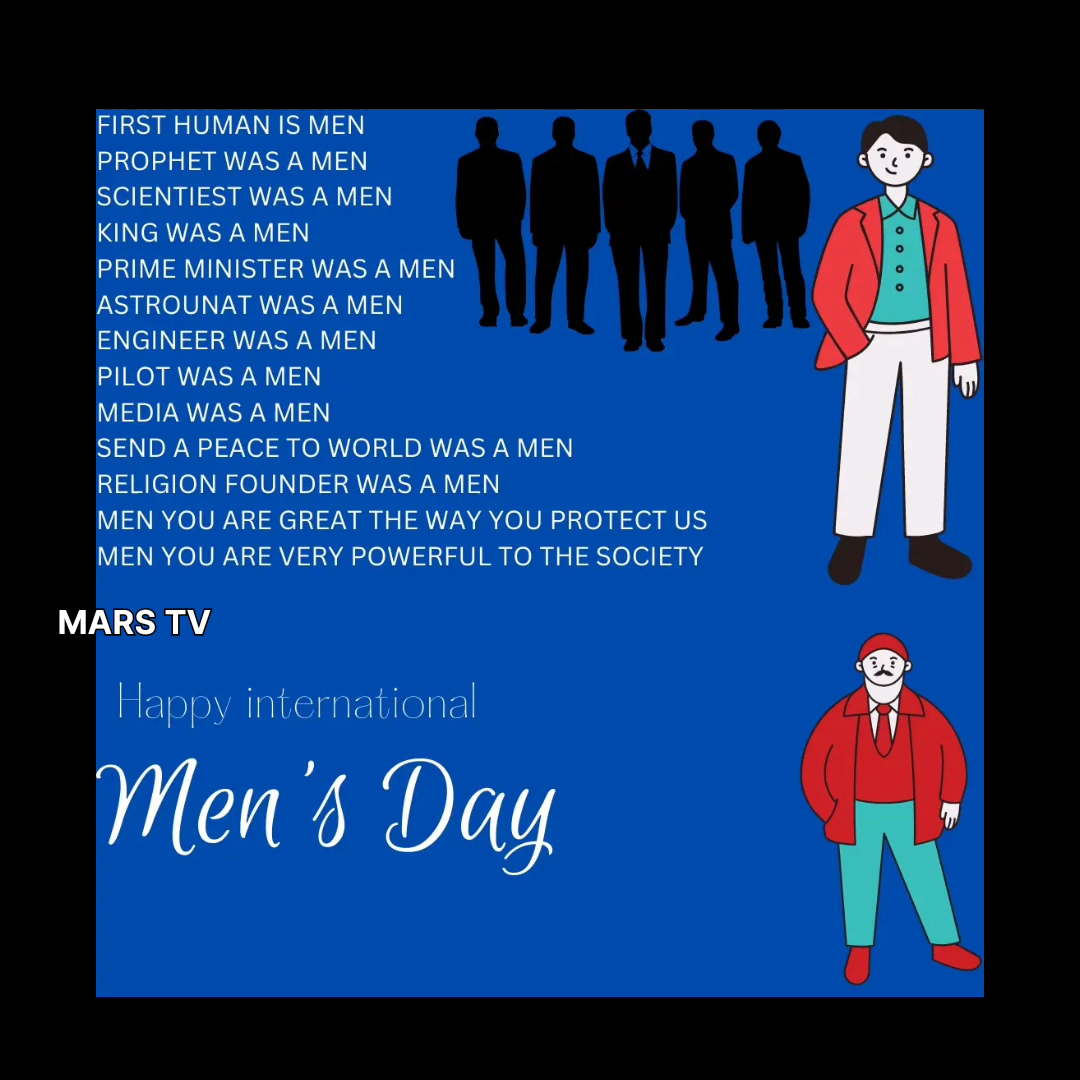 FIRST HUMAN IS MEN
PROPHET WAS A MEN
SCIENTIEST WAS A MEN
KING WAS A MEN
PRIME MINISTER WAS A MEN
ASTROUNAT WAS A MEN
ENGINEER WAS A MEN
PILOT WAS A MEN
MEDIA WAS A MEN
SEND A PEACE TO WORLD WAS A MEN
RELIGION FOUNDER WAS A MEN
MEN YOU ARE GREAT THE WAY YOU PROTECT US
MEN YOU ARE VERY POWERFUL TO THE SOCIETY
MARS TV
Happy international
Men's Day